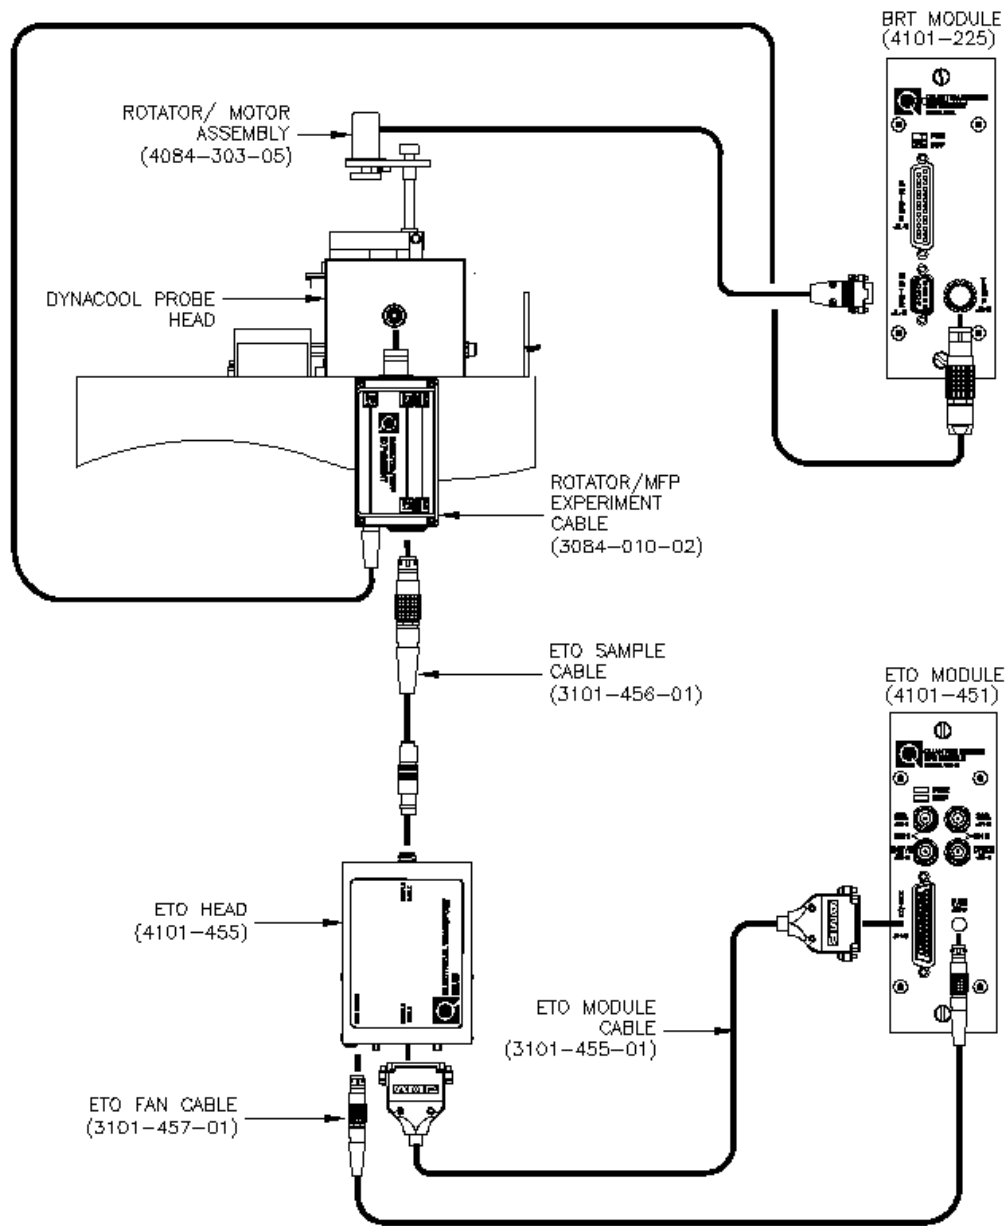 BRT MODULE
(4101-225)
ROTATOR/ MOTOR
ASSEMBLY
(4084-303-05)
DYNACOOL PROBE
HEAD
ROTATOR/MFP
EXPERIMENT
CABLE
(3084-010-02)
ETO SAMPLE
CABLE
(3101-456-01)
ETO MODULE
(4101-451)
ETO HEAD
(4101-455)
ETO MODULE
CABLE
(3101-455-01)
ETO FAN CABLE
(3101-457-01)